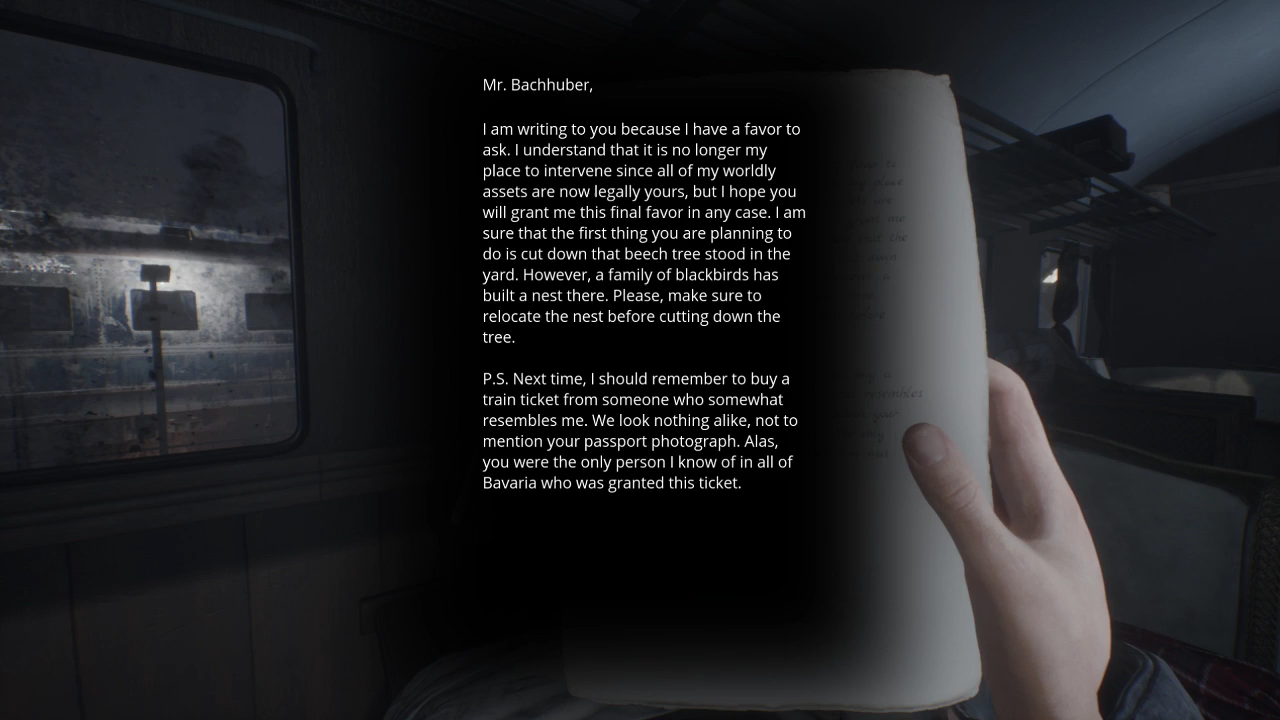 Mr. Bachhuber,
I am writing to you because I have a favor to
ask. I understand that it is no longer my
place to intervene since all of my worldly
assets are now legally yours, but I hope you
will grant me this final favor in any case. I am
sure that the first thing you are planning to
do is cut down that beech tree stood in the
yard. However, a family of blackbirds has
built a nest there. Please, make sure to
relocate the nest before cutting down the
tree.
P.S. Next time, I should remember to buy a
train ticket from someone who somewhat
resembles me. We look nothing alike, not to
mention your passport photograph. Alas,
you were the only person I know of in all of
Bavaria who was granted this ticket.